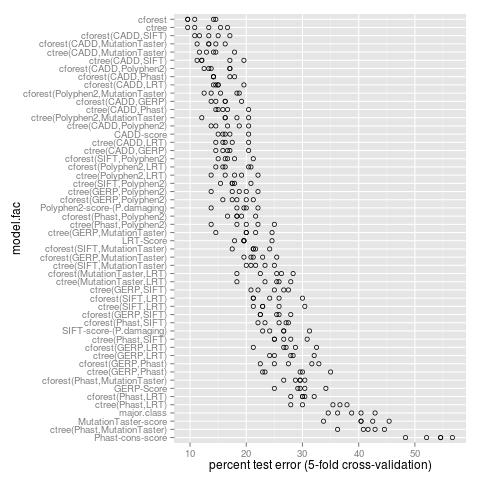 cforest
ctree
cforest(CADD,SIFT)
cforest(CADD,MutationTaster)
ctree(CADD,MutationTaster)
ctree(CADD,SIFT)
cforest(CADD,Polyphen2)
cforest(CADD,Phast)
cforest(CADD,LRT)
cforest(Polyphen2,MutationTaster)
cforest(CADD,GERP)
ctree(CADD,Phast)
ctree(Polyphen2,MutationTaster)
ctree(CADD,Polyphen2)
CADD-score
ctree(CADD,LRT)
ctree(CADD,GERP)
cforest(SIFT,Polyphen2)
cforest(Polyphen2,LRT)
ctree(Polyphen2,LRT)
ctree(SIFT,Polyphen2)
ctree(GERP,Polyphen2)
cforest(GERP,Polyphen2)
Polyphen2-score-(P.damaging)
cforest(Phast,Polyphen2)
ctree(Phast,Polyphen2)
ctree(GERP,MutationTaster)
LRT-Score
cforest(SIFT,MutationTaster)
cforest(GERP,MutationTaster)
ctree(SIFT,MutationTaster)
cforest(MutationTaster,LRT)
ctree(MutationTaster,LRT)
ctree(GERP,SIFT)
cforest(SIFT,LRT)
ctree(SIFT,LRT)
cforest(GERP,SIFT)
cforest(Phast,SIFT)
SIFT-score-(P.damaging)
ctree(Phast,SIFT)
cforest(GERP,LRT)
ctree(GERP,LRT)
cforest(GERP,Phast)
ctree(GERP,Phast)
cforest(Phast,MutationTaster)
GERP-Score
cforest(Phast,LRT)
ctree(Phast,LRT)
major.class
MutationTaster-score
ctree(Phast,MutationTaster)
Phast-cons-score
model.fac
10 20 30 40 50
percent test error (5-fold cross-validation)